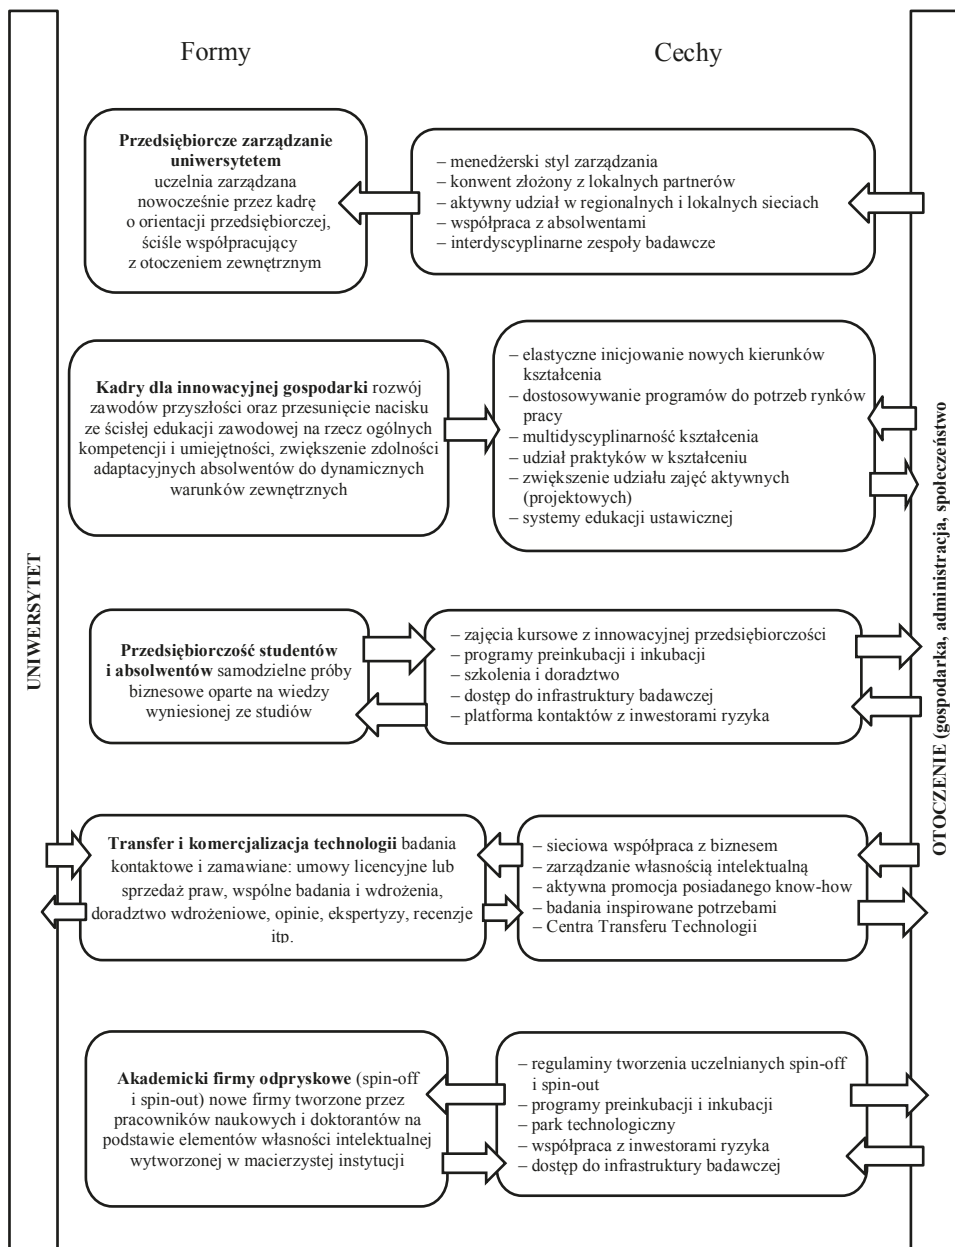 Formy
Cechy
UNIWERSYTET
Przedsiębiorcze zarządzanie
uniwersytetem
uczelnia zarządzana
nowocześnie przez kadrę
o orientacji przedsiębiorczej,
ściśle współpracujący
z otoczeniem zewnętrznym
– menedżerski styl zarządzania
– konwent złożony z lokalnych partnerów
– aktywny udział w regionalnych i lokalnych sieciach
– współpraca z absolwentami
– interdyscyplinarne zespoły badawcze
Kadry dla innowacyjnej gospodarki rozwój
zawodów przyszłości oraz przesunięcie nacisku
ze ścisłej edukacji zawodowej na rzecz ogólnych
kompetencji i umiejętności, zwiększenie zdolności
adaptacyjnych absolwentów do dynamicznych
warunków zewnętrznych
– elastyczne inicjowanie nowych kierunków
kształcenia
– dostosowywanie programów do potrzeb rynków
pracy
– multidyscyplinarność kształcenia
– udział praktyków w kształceniu
– zwiększenie udziału zajęć aktywnych
(projektowych)
– systemy edukacji ustawicznej
Przedsiębiorczość studentów
i absolwentów samodzielne próby
biznesowe oparte na wiedzy
wyniesionej ze studiów
– zajęcia kursowe z innowacyjnej przedsiębiorczości
– programy preinkubacji i inkubacji
– szkolenia i doradztwo
– dostęp do infrastruktury badawczej
– platforma kontaktów z inwestorami ryzyka
Transfer i komercjalizacja technologii badania
kontaktowe i zamawiane: umowy licencyjne lub
sprzedaż praw, wspólne badania i wdrożenia,
doradztwo wdrożeniowe, opinie, ekspertyzy, recenzje
itp.
– sieciowa współpraca z biznesem
– zarządzanie własnością intelektualną
– aktywna promocja posiadanego know-how
– badania inspirowane potrzebami
– Centra Transferu Technologii
Akademicki firmy odpryskowe (spin-off
i spin-out) nowe firmy tworzone przez
pracowników naukowych i doktorantów na
podstawie elementów własności intelektualnej
wytworzonej w macierzystej instytucji
– regulaminy tworzenia uczelnianych spin-off
i spin-out
– programy preinkubacji i inkubacji
– park technologiczny
– współpraca z inwestorami ryzyka
– dostęp do infrastruktury badawczej
OTOCZENIE (gospodarka, administracja, społeczeństwo